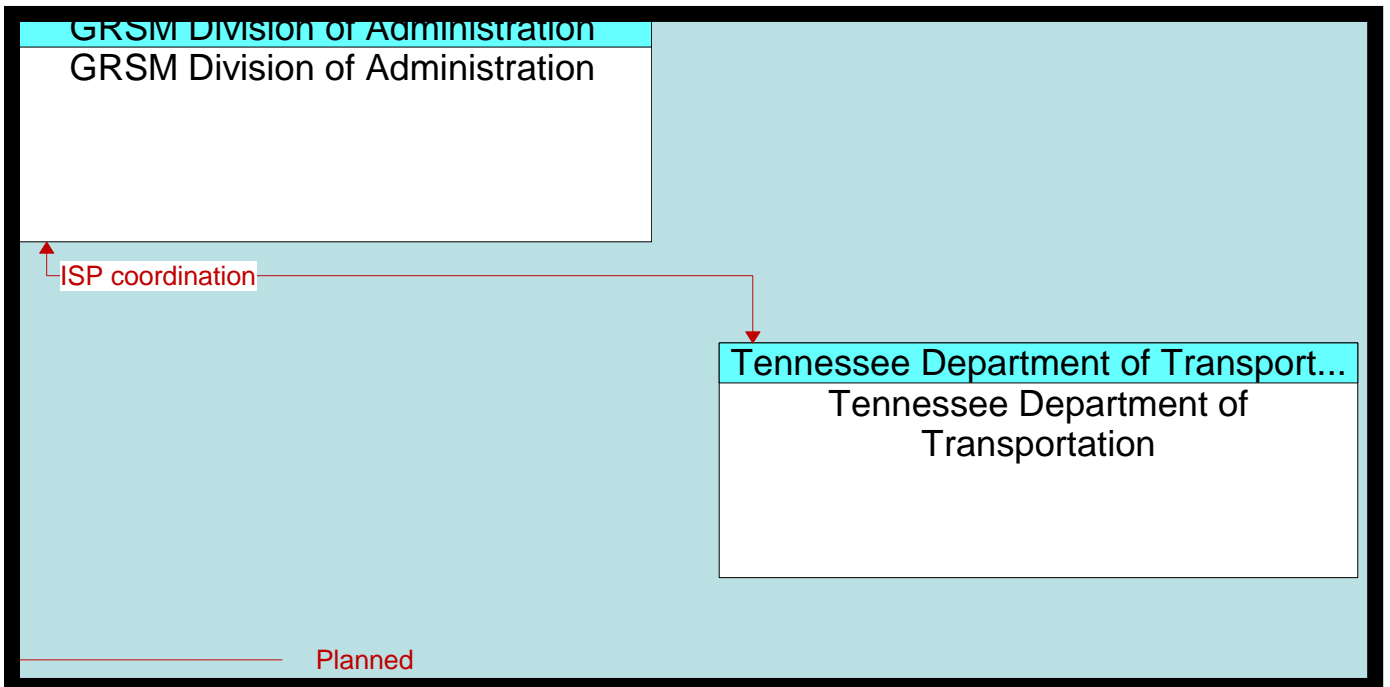 GRSM Division of Administration
GRSM Division of Administration
ISP coordination
Tennessee Department of Transport...
Tennessee Department of
Transportation
Planned